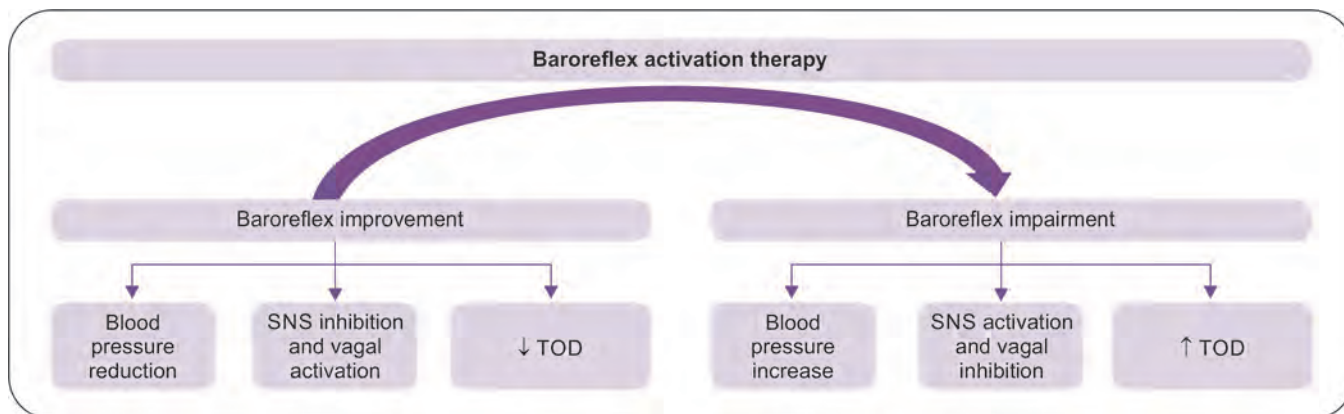 Baroreflex activation therapy
Baroreflex improvement
Baroreflex impairment
Blood
pressure
reduction
SNS inhibition
and vagal
activation
↓ TOD
Blood
pressure
increase
SNS activation
and vagal
inhibition
↑ TOD